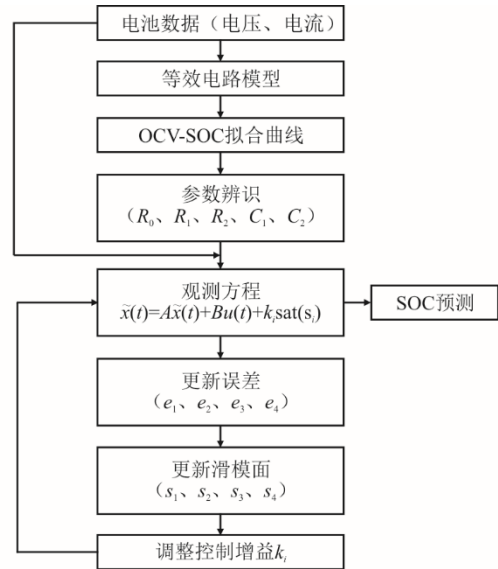 电池数据（电压、电流）
等效电路模型
OCV-SOC拟合曲线
参数辨识
（R₀、R₁、R₂、C₁、C₂）
观测方程
x̃(t)=Ax̃(t)+Bu(t)+kᵢsat(sᵢ)
SOC预测
更新误差
（e₁、e₂、e₃、e₄）
更新滑模面
（s₁、s₂、s₃、s₄）
调整控制增益kᵢ